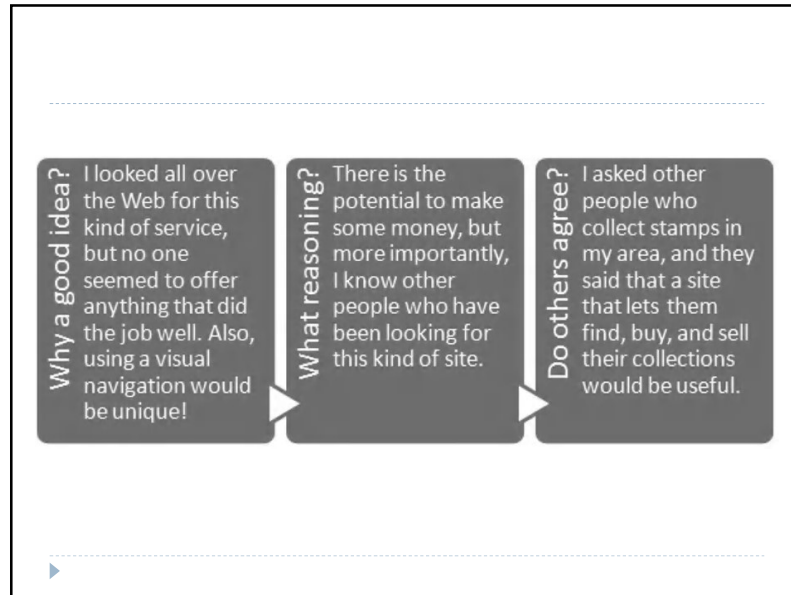 Why a good idea?
I looked all over
the Web for this
kind of service,
but no one
seemed to offer
anything that did
the job well. Also,
using a visual
navigation would
be unique!
What reasoning?
There is the
potential to make
some money, but
more importantly,
I know other
people who have
been looking for
this kind of site.
Do others agree?
I asked other
people who
collect stamps in
my area, and they
said that a site
that lets them
find, buy, and sell
their collections
would be useful.